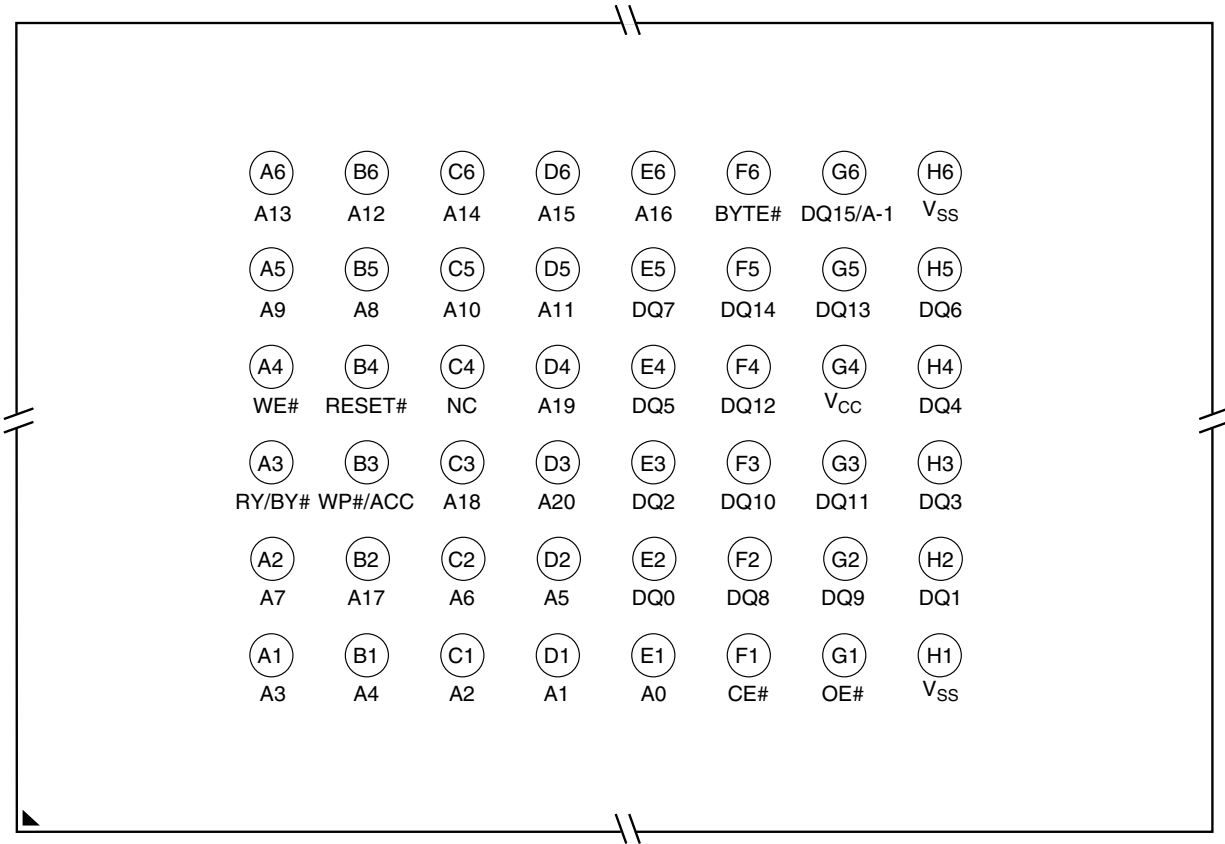 A6 B6 C6 D6 E6 F6 G6 H6
A13 A12 A14 A15 A16 BYTE# DQ15/A-1 VSS
A5 B5 C5 D5 E5 F5 G5 H5
A9 A8 A10 A11 DQ7 DQ14 DQ13 DQ6
A4 B4 C4 D4 E4 F4 G4 H4
WE# RESET# NC A19 DQ5 DQ12 VCC DQ4
A3 B3 C3 D3 E3 F3 G3 H3
RY/BY# WP#/ACC A18 A20 DQ2 DQ10 DQ11 DQ3
A2 B2 C2 D2 E2 F2 G2 H2
A7 A17 A6 A5 DQ0 DQ8 DQ9 DQ1
A1 B1 C1 D1 E1 F1 G1 H1
A3 A4 A2 A1 A0 CE# OE# VSS